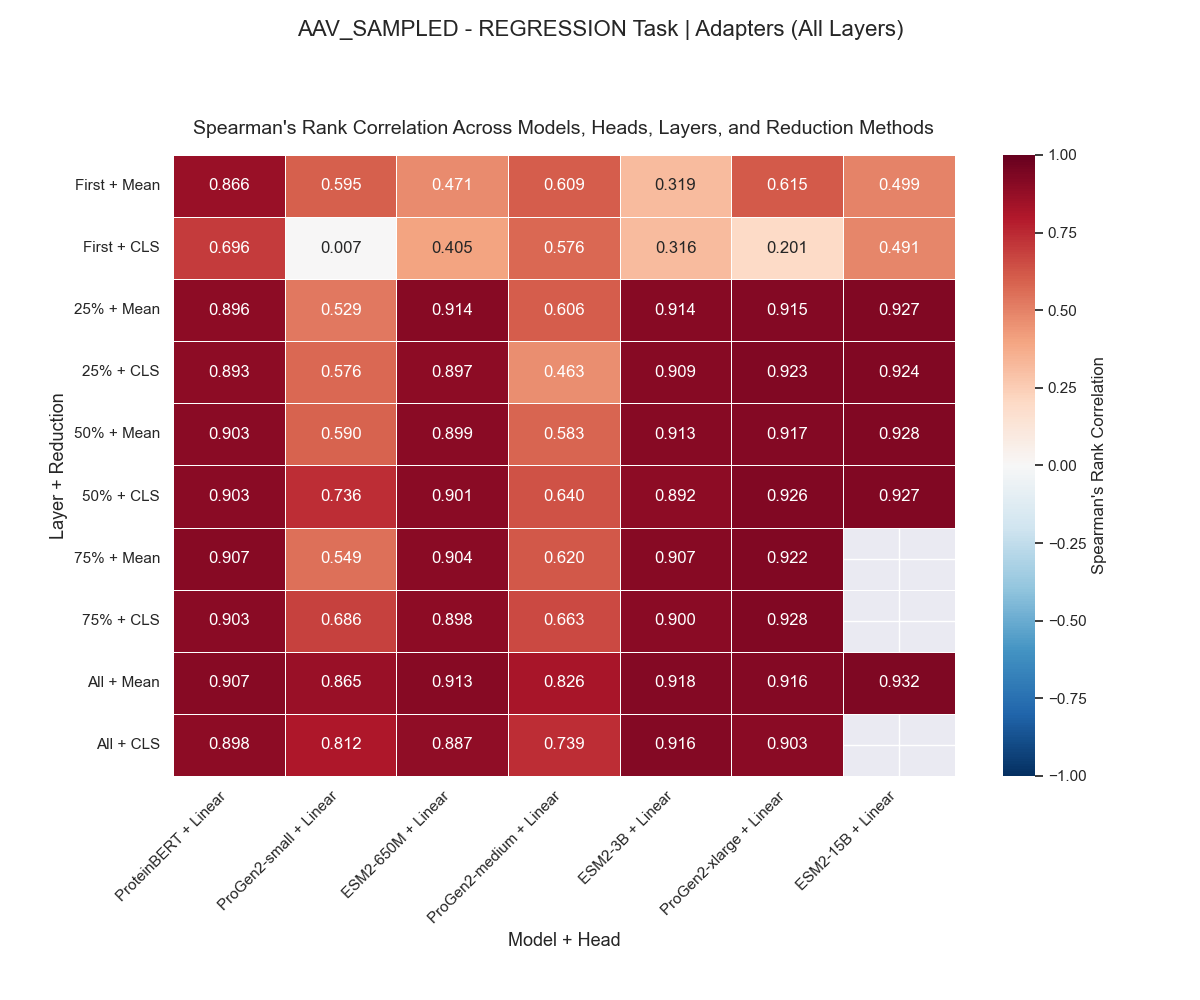 AAV_SAMPLED - REGRESSION Task | Adapters (All Layers)
Spearman's Rank Correlation Across Models, Heads, Layers, and Reduction Methods
First + Mean 0.866 0.595 0.471 0.609 0.319 0.615 0.499
First + CLS 0.696 0.007 0.405 0.576 0.316 0.201 0.491
25% + Mean 0.896 0.529 0.914 0.606 0.914 0.915 0.927
25% + CLS 0.893 0.576 0.897 0.463 0.909 0.923 0.924
50% + Mean 0.903 0.590 0.899 0.583 0.913 0.917 0.928
50% + CLS 0.903 0.736 0.901 0.640 0.892 0.926 0.927
75% + Mean 0.907 0.549 0.904 0.620 0.907 0.922
75% + CLS 0.903 0.686 0.898 0.663 0.900 0.928
All + Mean 0.907 0.865 0.913 0.826 0.918 0.916 0.932
All + CLS 0.898 0.812 0.887 0.739 0.916 0.903
Layer + Reduction
ProteinBERT + Linear
ProGen2-small + Linear
ESM2-650M + Linear
ProGen2-medium + Linear
ESM2-3B + Linear
ProGen2-xlarge + Linear
ESM2-15B + Linear
Model + Head
1.00
0.75
0.50
0.25
0.00
−0.25
−0.50
−0.75
−1.00
Spearman's Rank Correlation